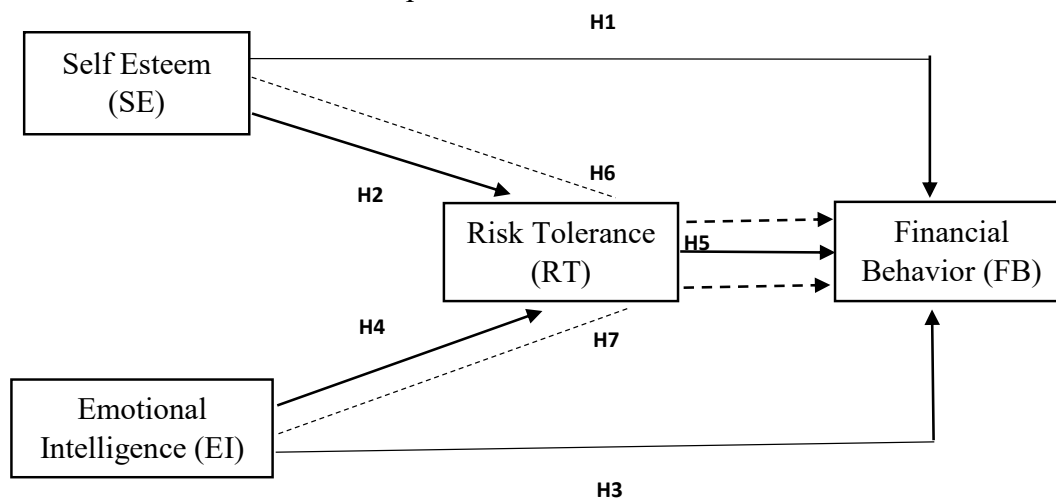 H1
Self Esteem
(SE)
H6
H2
Risk Tolerance
(RT)
H5
Financial
Behavior (FB)
H4
H7
Emotional
Intelligence (EI)
H3